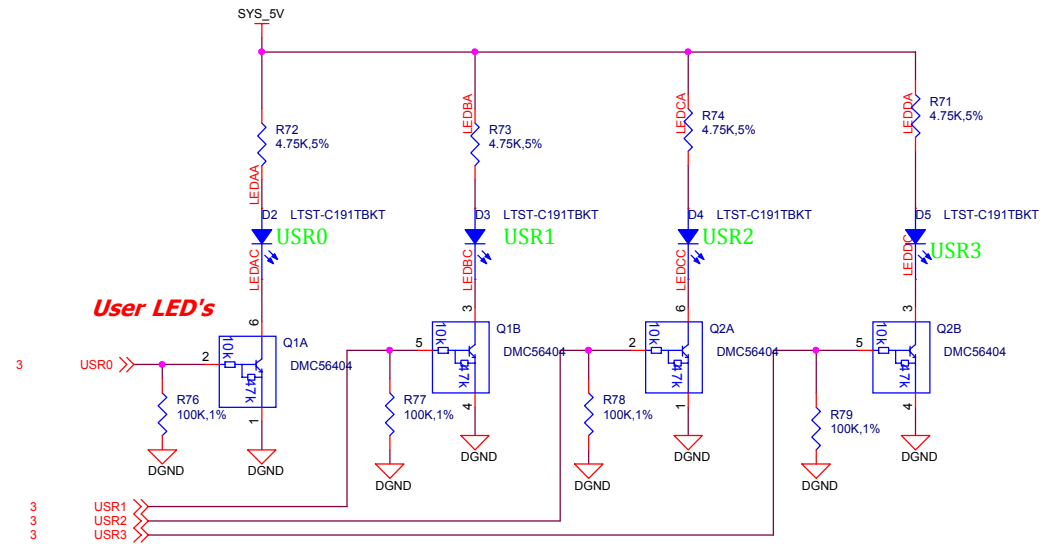 SYS_5V
R72
4.75K,5%
LEDAA
D2 LTST-C191TBKT
USR0
LEDAC
LEDBA
R73
4.75K,5%
D3 LTST-C191TBKT
USR1
LEDBC
LEDCA
R74
4.75K,5%
D4 LTST-C191TBKT
USR2
LEDCC
LEDDA
R71
4.75K,5%
D5 LTST-C191TBKT
USR3
LEDDC
User LED's
3 USR0
R76
100K,1%
DGND
2
6
10k
47k
Q1A
DMC56404
1
DGND
R77
100K,1%
DGND
5
3
10k
47k
Q1B
DMC56404
4
DGND
R78
100K,1%
DGND
2
6
10k
47k
Q2A
DMC56404
1
DGND
R79
100K,1%
DGND
5
3
10k
47k
Q2B
DMC56404
4
DGND
3 USR1
3 USR2
3 USR3